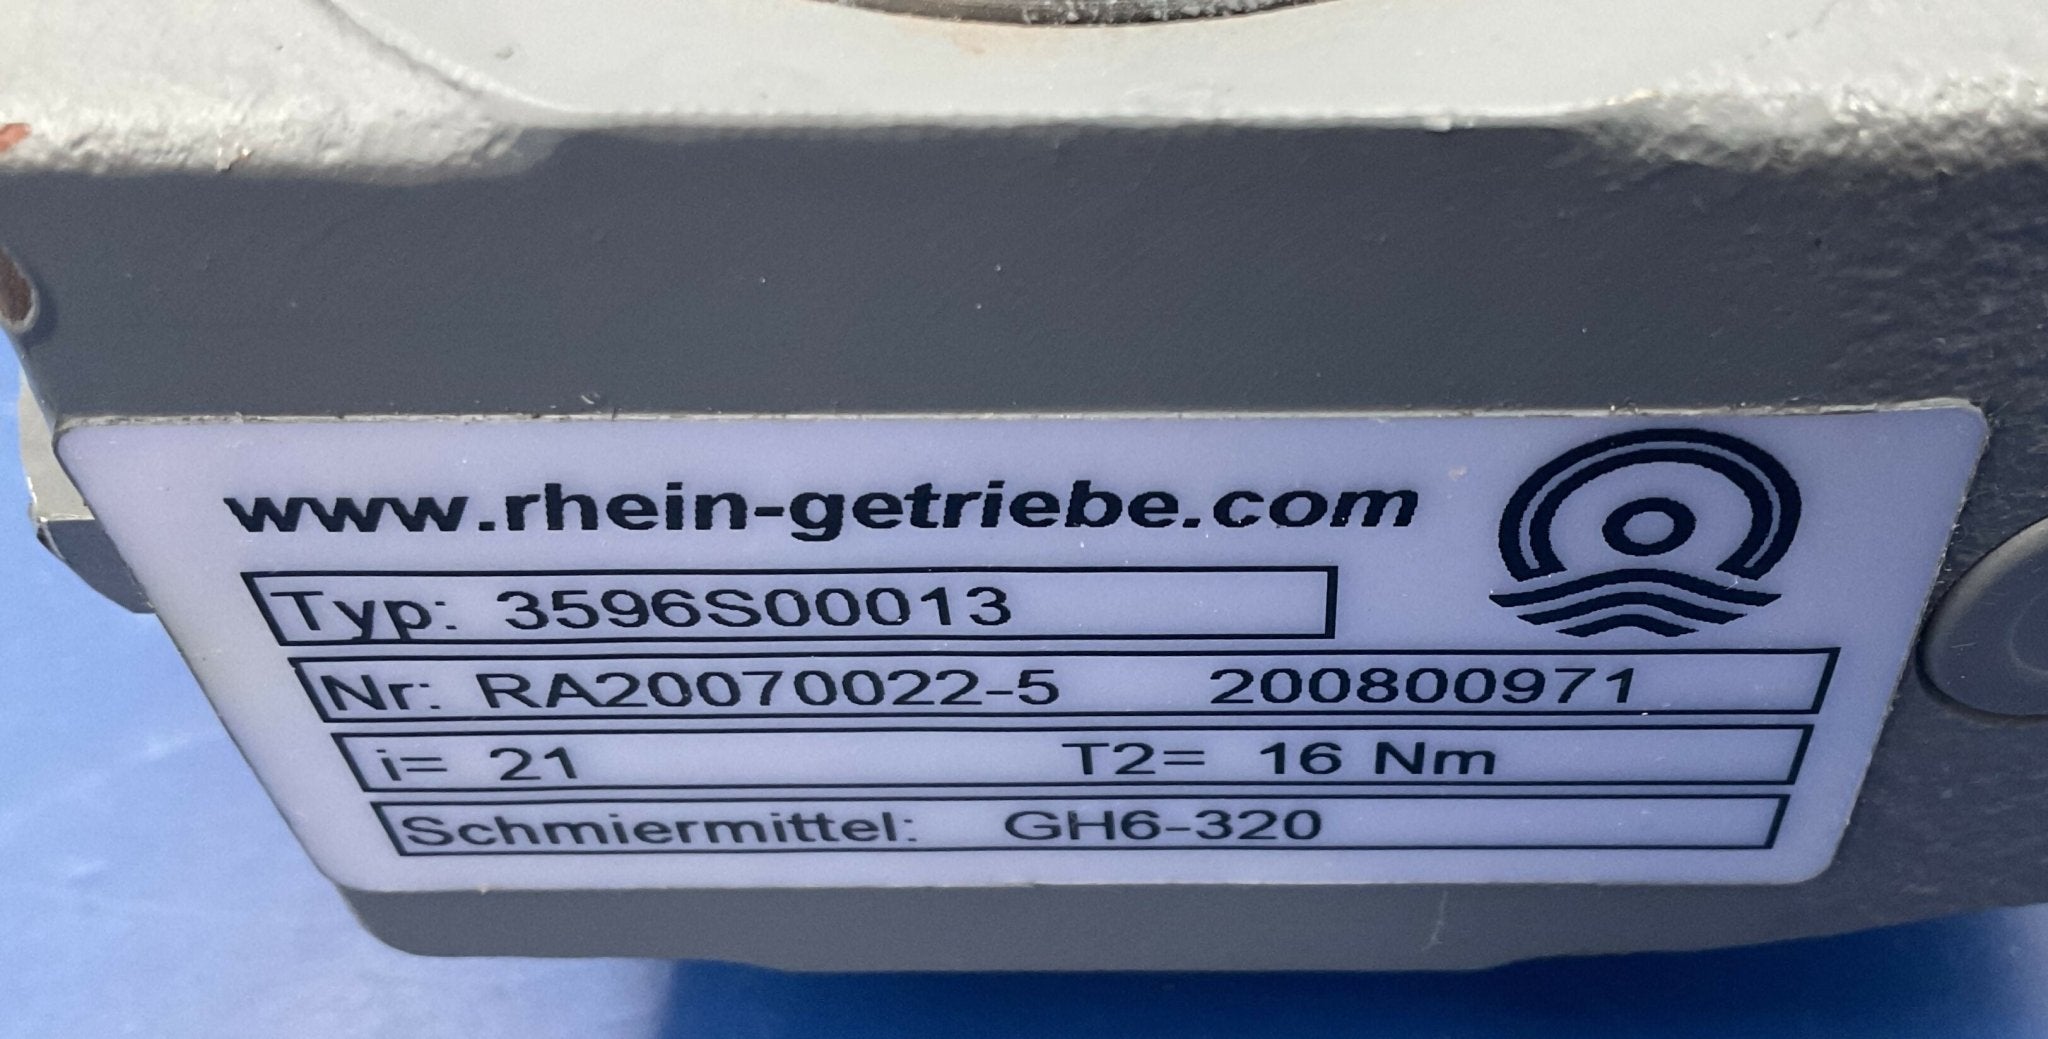 www.rhein-getriebe.com
Typ: 3596S00013
Nr: RA20070022-5 200800971
i= 21 T2= 16 Nm
Schmiermittel: GH6-320